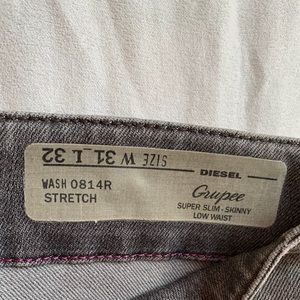 SIZE W 31 L 32
DIESEL
WASH 0814R
STRETCH
Grupee
SUPER SLIM - SKINNY
LOW WAIST